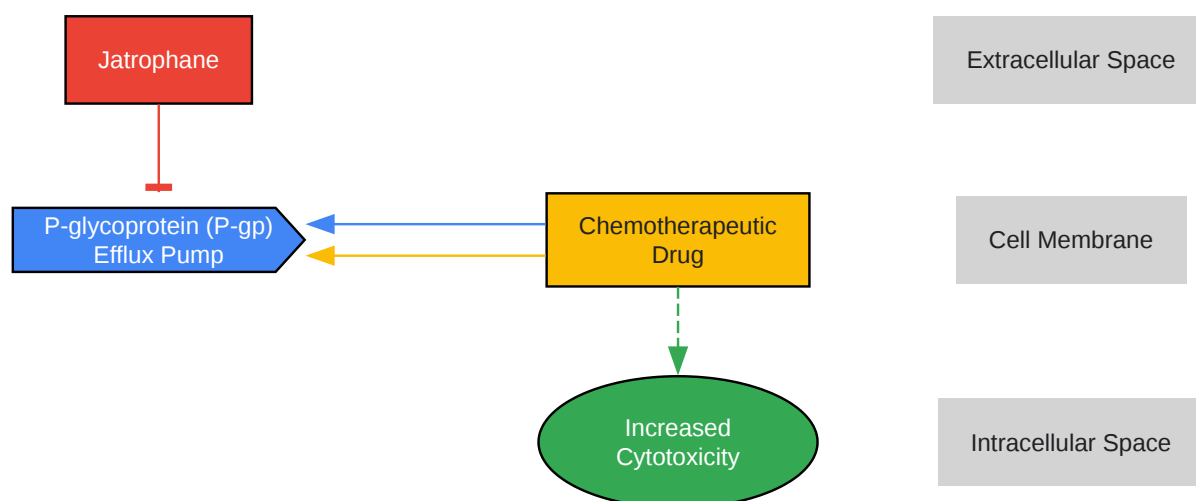 Jatrophane
Extracellular Space
P-glycoprotein (P-gp)
Efflux Pump
Chemotherapeutic
Drug
Cell Membrane
Increased
Cytotoxicity
Intracellular Space